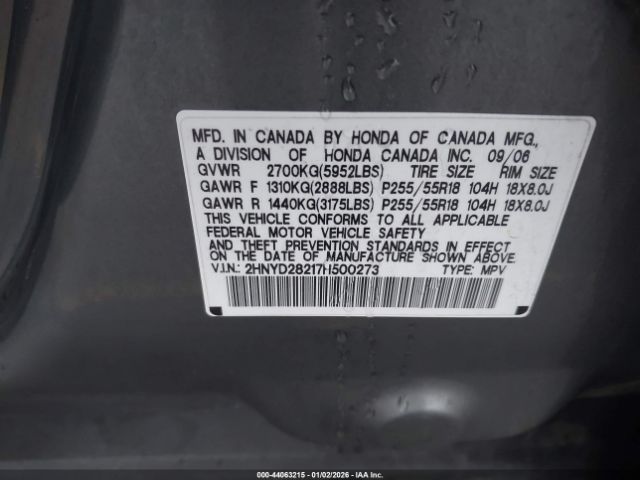 MFD. IN CANADA BY HONDA OF CANADA MFG.,
A DIVISION OF HONDA CANADA INC. 09/06
GVWR 2700KG(5952LBS) TIRE SIZE RIM SIZE
GAWR F 1310KG(2888LBS) P255/55R18 104H 18X8.0J
GAWR R 1440KG(3175LBS) P255/55R18 104H 18X8.0J
THIS VEHICLE CONFORMS TO ALL APPLICABLE
FEDERAL MOTOR VEHICLE SAFETY
AND THEFT PREVENTION STANDARDS IN EFFECT
ON THE DATE OF MANUFACTURE SHOWN ABOVE.
V.I.N.: 2HNYD28217H500273 TYPE: MPV
000-44063215 - 01/02/2026 - IAAI.COM